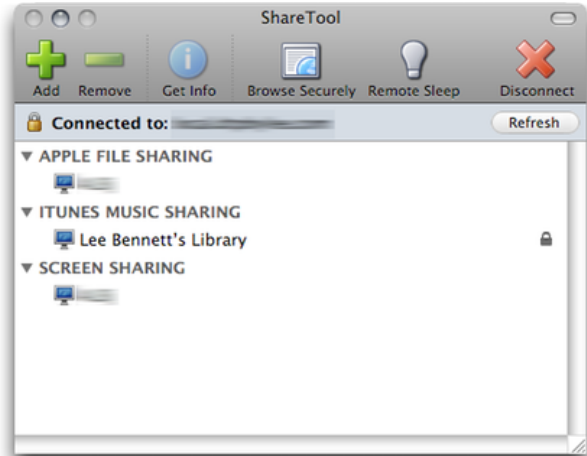 ShareTool
Add Remove Get Info Browse Securely Remote Sleep Disconnect
Connected to: Refresh
APPLE FILE SHARING
ITUNES MUSIC SHARING
Lee Bennett's Library
SCREEN SHARING